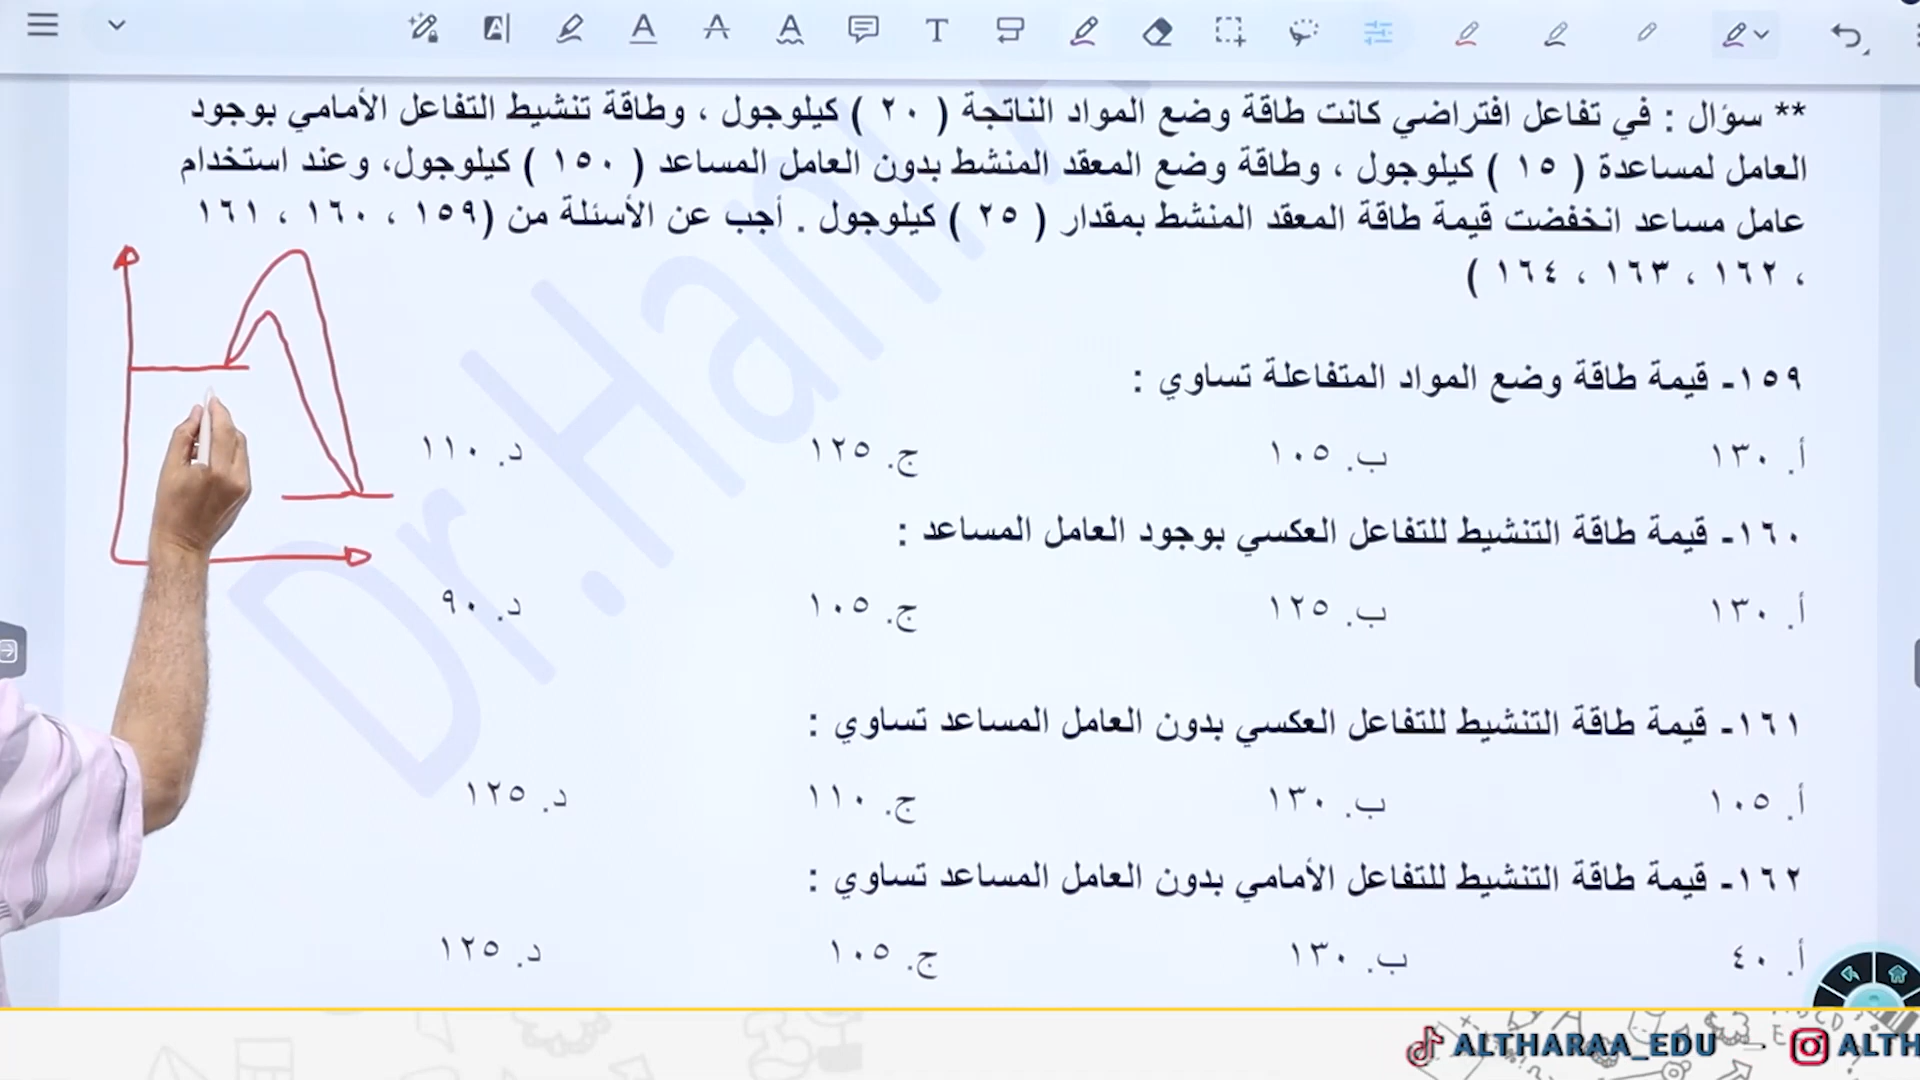 ** سؤال : في تفاعل افتراضي كانت طاقة وضع المواد الناتجة ( ٢٠ ) كيلوجول ، وطاقة تنشيط التفاعل الأمامي بوجود
العامل لمساعدة ( ١٥ ) كيلوجول ، وطاقة وضع المعقد المنشط بدون العامل المساعد ( ١٥٠ ) كيلوجول، وعند استخدام
عامل مساعد انخفضت قيمة طاقة المعقد المنشط بمقدار ( ٢٥ ) كيلوجول . أجب عن الأسئلة من (١٥٩ ، ١٦٠ ، ١٦١
، ١٦٢ ، ١٦٣ ، ١٦٤ )
١٥٩- قيمة طاقة وضع المواد المتفاعلة تساوي :
أ. ١٣٠ ب. ١٠٥ ج. ١٢٥ د. ١١٠
١٦٠- قيمة طاقة التنشيط للتفاعل العكسي بوجود العامل المساعد :
أ. ١٣٠ ب. ١٢٥ ج. ١٠٥ د. ٩٠
١٦١- قيمة طاقة التنشيط للتفاعل العكسي بدون العامل المساعد تساوي :
أ. ١٠٥ ب. ١٣٠ ج. ١١٠ د. ١٢٥
١٦٢- قيمة طاقة التنشيط للتفاعل الأمامي بدون العامل المساعد تساوي :
أ. ٤٠ ب. ١٣٠ ج. ١٠٥ د. ١٢٥
Dr.Hani
ALTHARAA_EDU ALTH